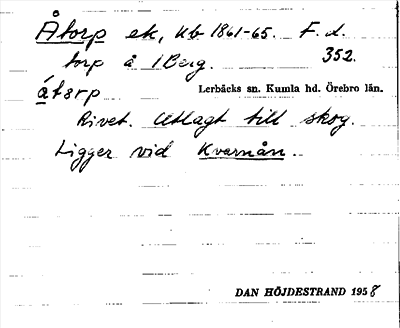 Åtorp ek, kb 1861-65. F. d.
torp å 1 Berg. 352.
átårp Lerbäcks sn. Kumla hd. Örebro län.
Rivet. Utlagt till skog.
Ligger vid Kvarnån.
DAN HÖJDESTRAND 1958